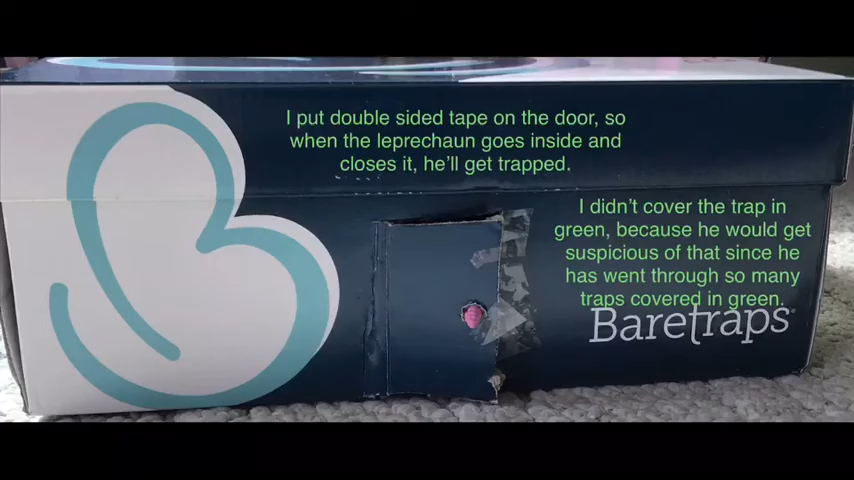 I put double sided tape on the door, so
when the leprechaun goes inside and
closes it, he'll get trapped.
I didn't cover the trap in
green, because he would get
suspicious of that since he
has went through so many
traps covered in green.
Baretraps